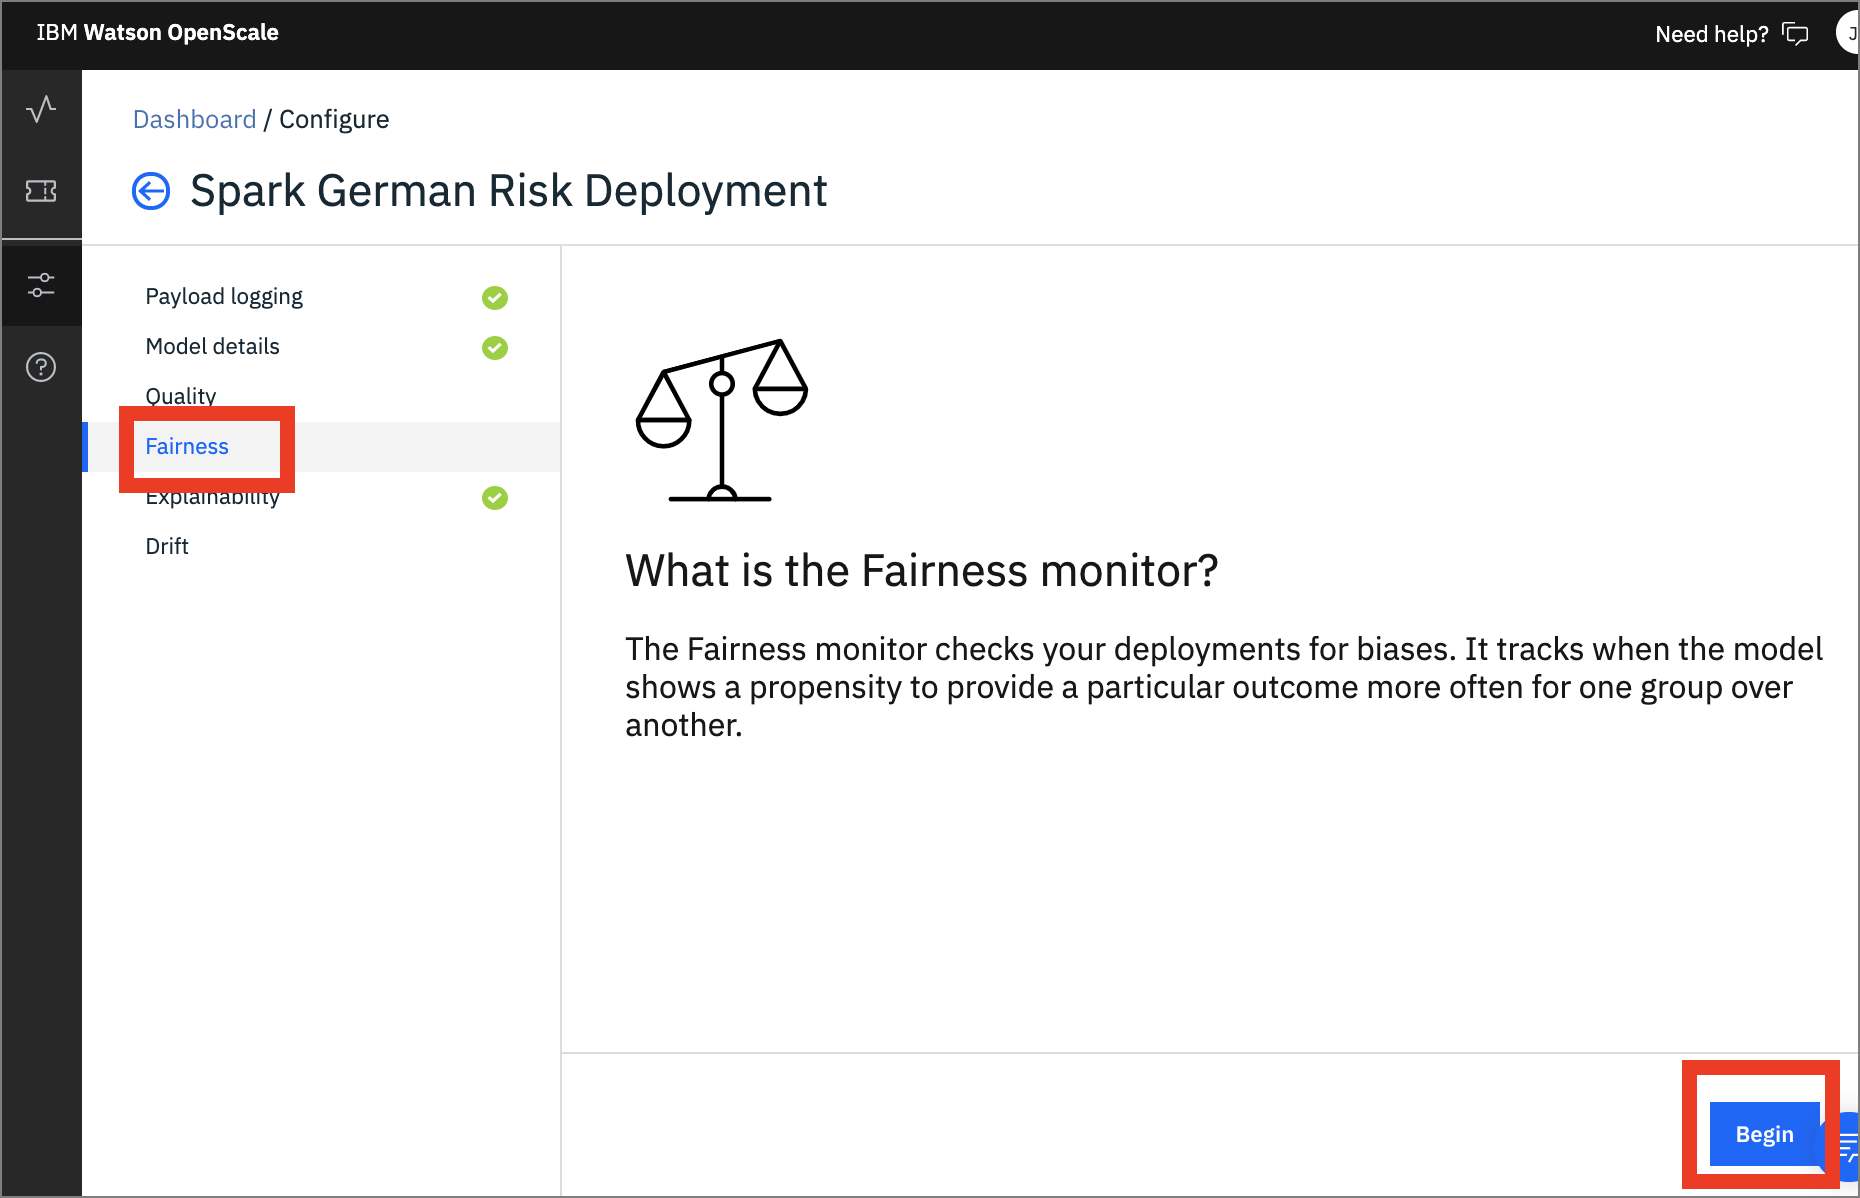 IBM Watson OpenScale
Need help?
J
Dashboard / Configure
Spark German Risk Deployment
Payload logging
Model details
Quality
Fairness
Explainability
Drift
What is the Fairness monitor?
The Fairness monitor checks your deployments for biases. It tracks when the model
shows a propensity to provide a particular outcome more often for one group over
another.
Begin